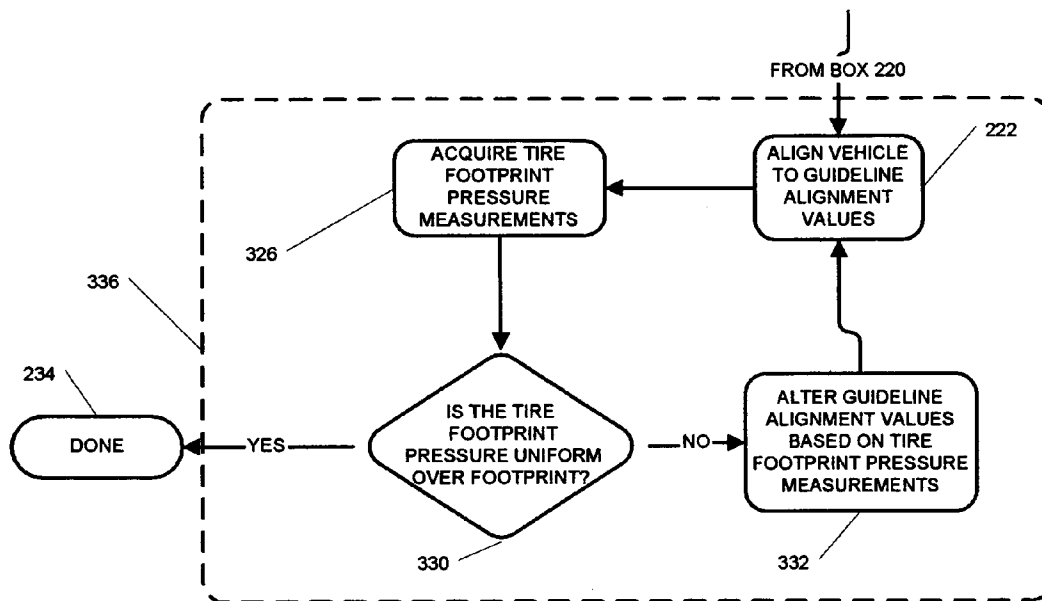 FROM BOX 220
ALIGN VEHICLE
TO GUIDELINE
ALIGNMENT
VALUES
222
ACQUIRE TIRE
FOOTPRINT
PRESSURE
MEASUREMENTS
326
336
234
DONE
YES
IS THE TIRE
FOOTPRINT
PRESSURE UNIFORM
OVER FOOTPRINT?
330
NO
ALTER GUIDELINE
ALIGNMENT VALUES
BASED ON TIRE
FOOTPRINT PRESSURE
MEASUREMENTS
332